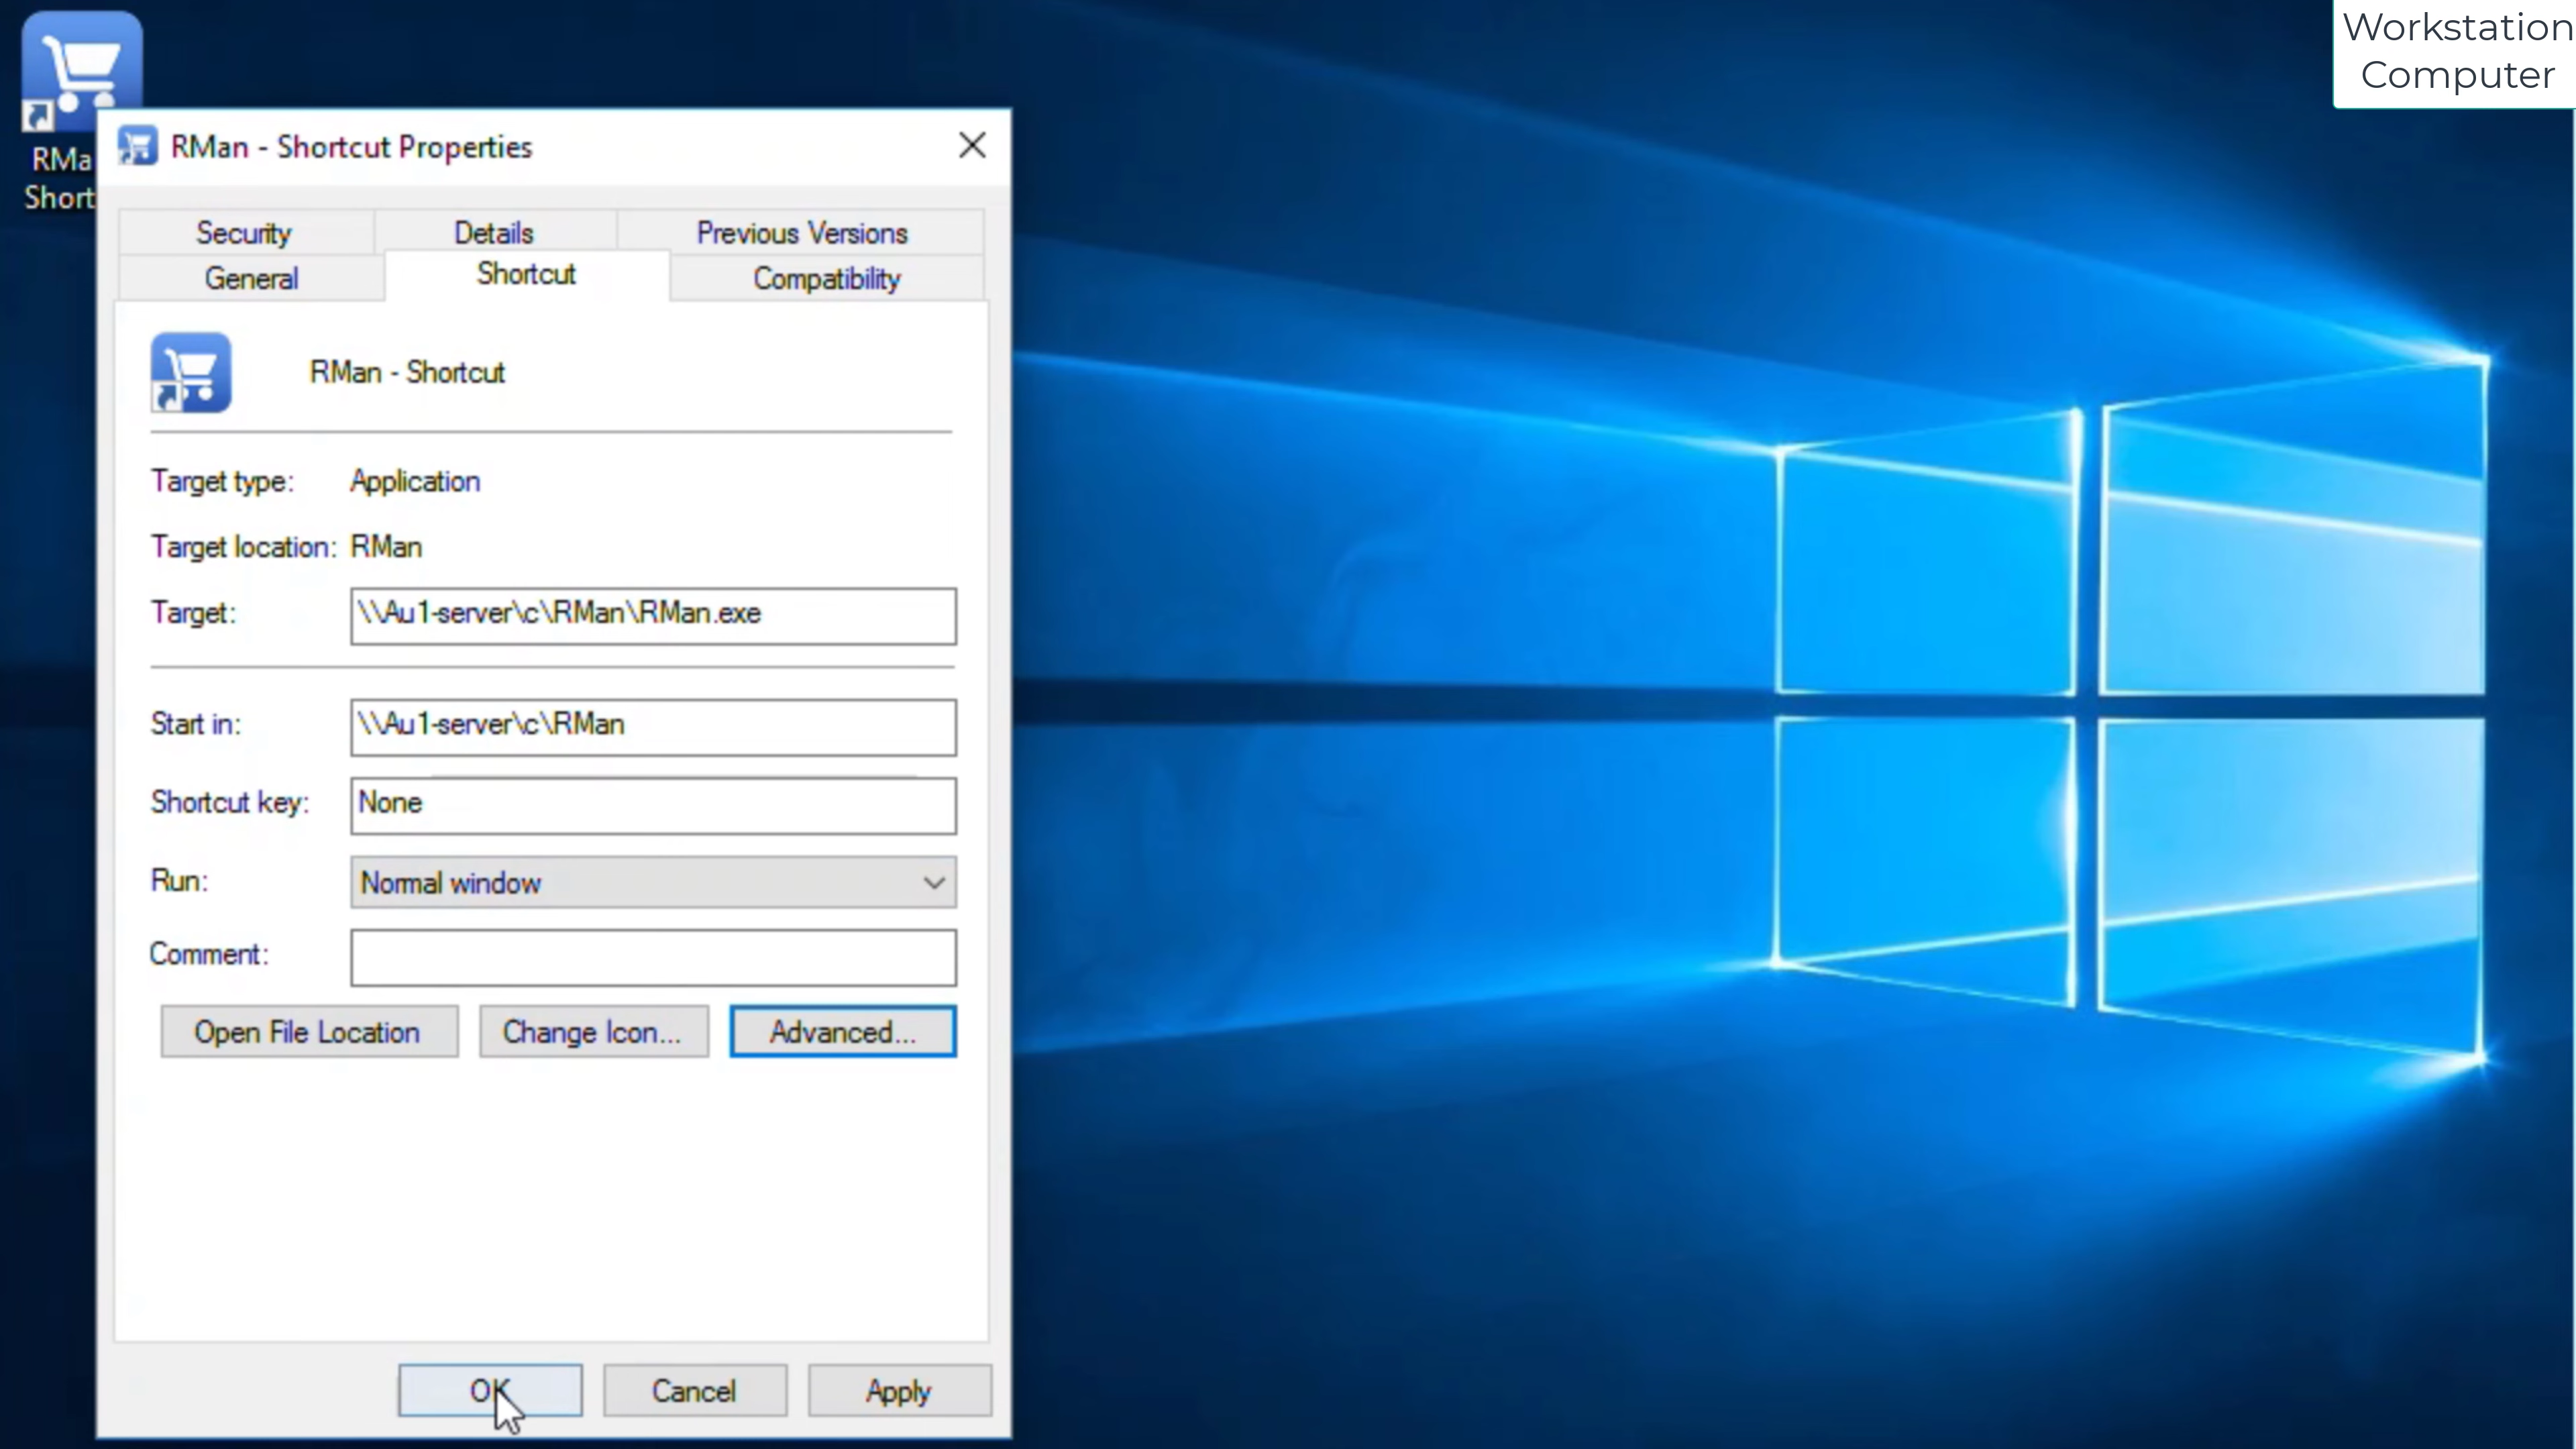 Workstation
Computer
RMa
Short
RMan - Shortcut Properties
Security
Details
Previous Versions
General
Shortcut
Compatibility
RMan - Shortcut
Target type: Application
Target location: RMan
Target: \\Au1-server\c\RMan\RMan.exe
Start in: \\Au1-server\c\RMan
Shortcut key: None
Run: Normal window
Comment:
Open File Location
Change Icon...
Advanced...
OK
Cancel
Apply